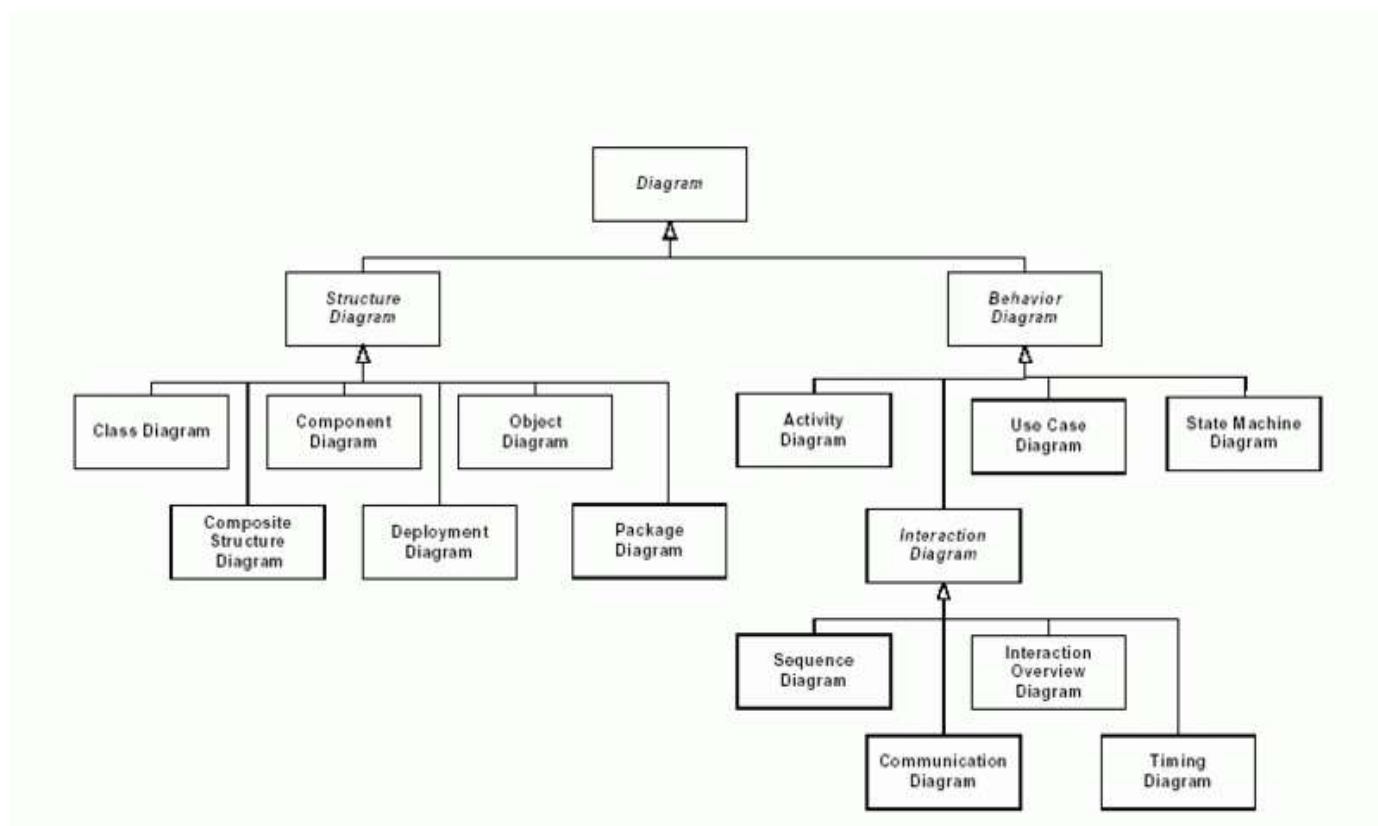 Diagram
Structure
Diagram
Behavior
Diagram
Class Diagram
Component
Diagram
Object
Diagram
Activity
Diagram
Use Case
Diagram
State Machine
Diagram
Composite
Structure
Diagram
Deployment
Diagram
Package
Diagram
Interaction
Diagram
Sequence
Diagram
Interaction
Overview
Diagram
Communication
Diagram
Timing
Diagram